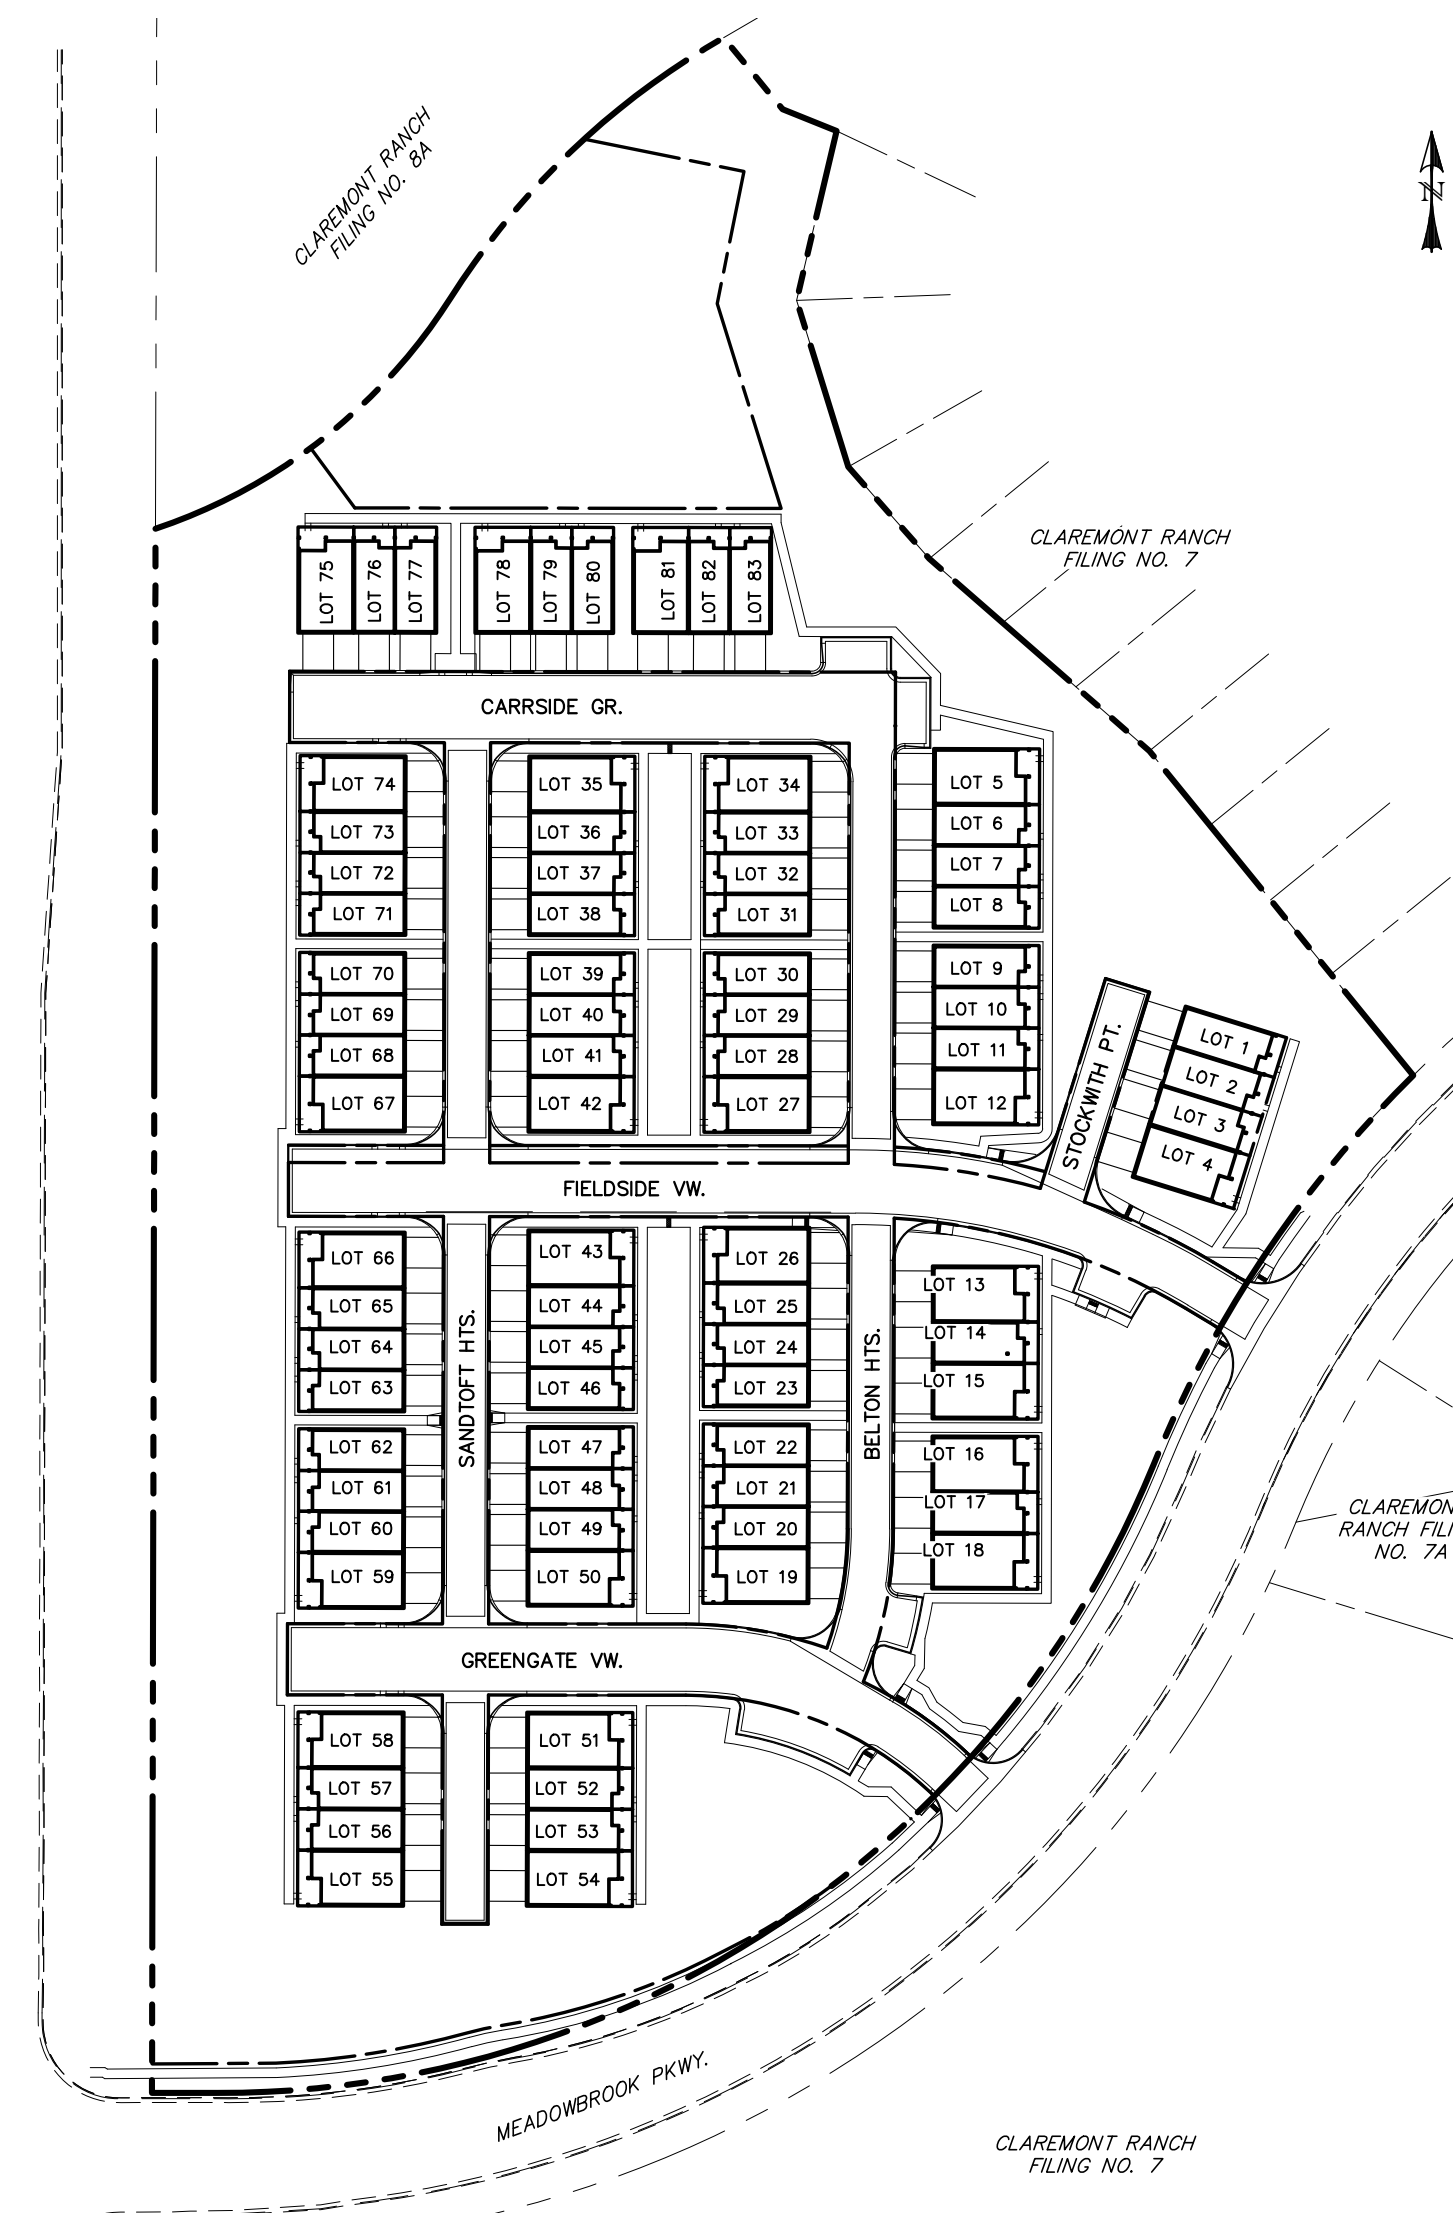 CLAREMONT RANCH
FILING NO. 8A
N
CLAREMONT RANCH
FILING NO. 7
LOT 75
LOT 76
LOT 77
LOT 78
LOT 79
LOT 80
LOT 81
LOT 82
LOT 83
CARRSIDE GR.
LOT 74
LOT 73
LOT 72
LOT 71
LOT 35
LOT 36
LOT 37
LOT 38
LOT 34
LOT 33
LOT 32
LOT 31
LOT 5
LOT 6
LOT 7
LOT 8
LOT 70
LOT 69
LOT 68
LOT 67
LOT 39
LOT 40
LOT 41
LOT 42
LOT 30
LOT 29
LOT 28
LOT 27
LOT 9
LOT 10
LOT 11
LOT 12
STOCKWITH PT.
LOT 1
LOT 2
LOT 3
LOT 4
FIELDSIDE VW.
LOT 66
LOT 65
LOT 64
LOT 63
SANDTOFT HTS.
LOT 43
LOT 44
LOT 45
LOT 46
LOT 26
LOT 25
LOT 24
LOT 23
BELTON HTS.
LOT 13
LOT 14
LOT 15
LOT 62
LOT 61
LOT 60
LOT 59
LOT 47
LOT 48
LOT 49
LOT 50
LOT 22
LOT 21
LOT 20
LOT 19
LOT 16
LOT 17
LOT 18
CLAREMON
RANCH FILI
NO. 7A
GREENGATE VW.
LOT 58
LOT 57
LOT 56
LOT 55
LOT 51
LOT 52
LOT 53
LOT 54
MEADOWBROOK PKWY.
CLAREMONT RANCH
FILING NO. 7